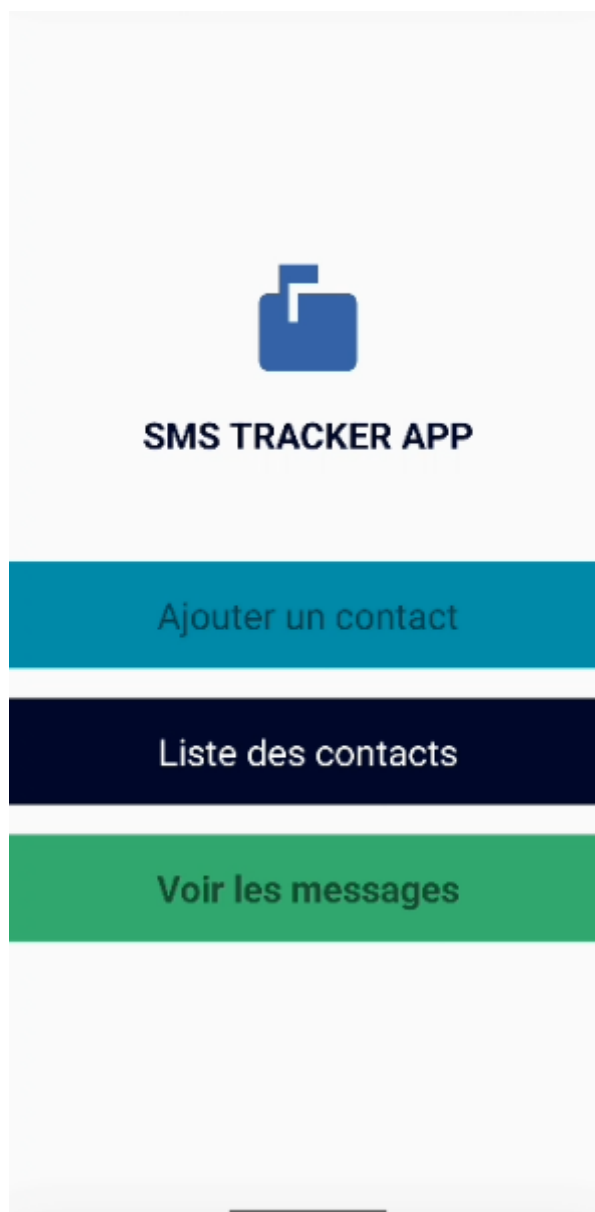 SMS TRACKER APP
Ajouter un contact
Liste des contacts
Voir les messages